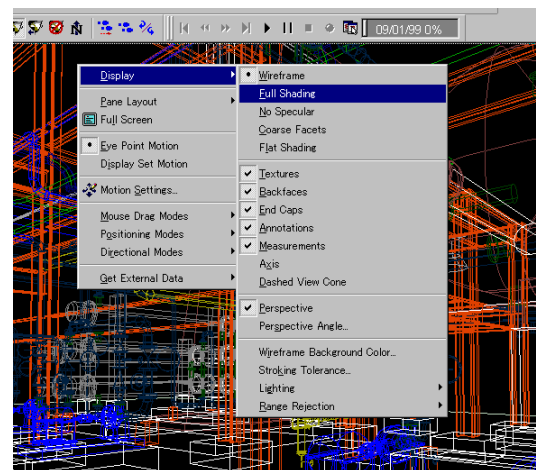 09/01/99 0%
Display
Pane Layout
Full Screen
Eye Point Motion
Display Set Motion
Motion Settings...
Mouse Drag Modes
Positioning Modes
Directional Modes
Get External Data
Wireframe
Full Shading
No Specular
Coarse Facets
Flat Shading
Textures
Backfaces
End Caps
Annotations
Measurements
Axis
Dashed View Cone
Perspective
Perspective Angle...
Wireframe Background Color...
Stroking Tolerance...
Lighting
Range Rejection